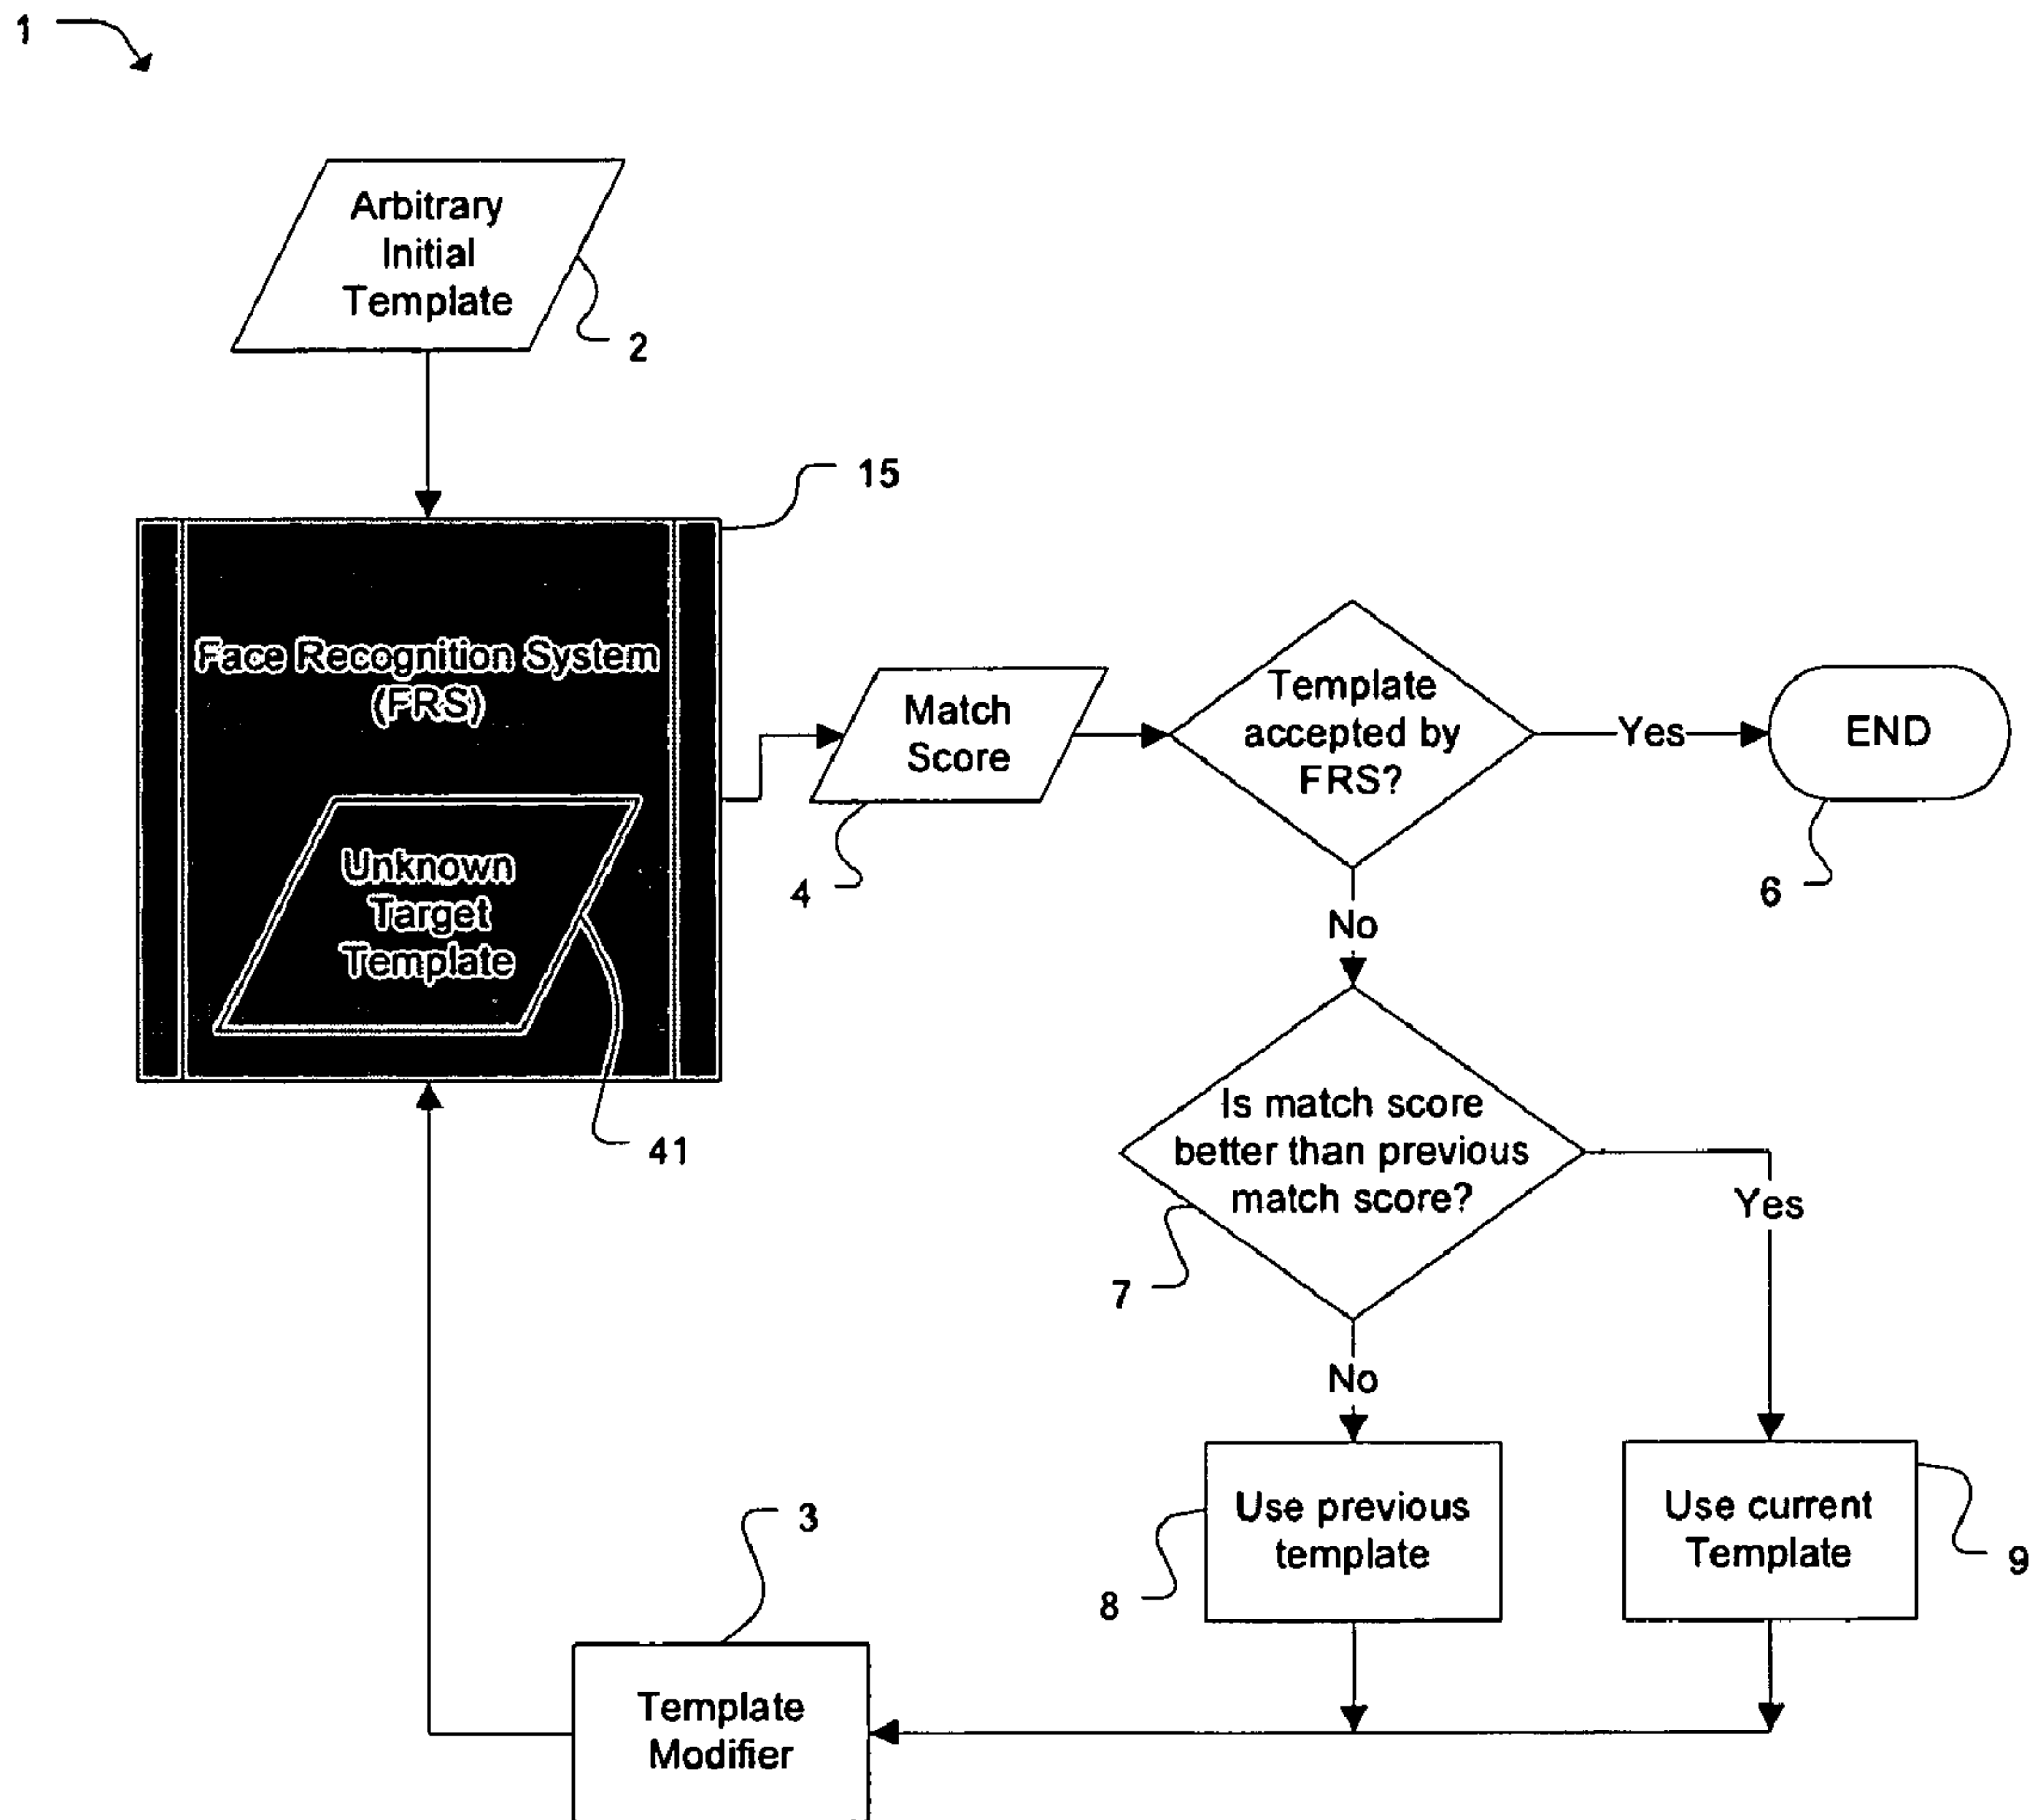 1
Arbitrary
Initial
Template
2
15
Face Recognition System
(FRS)
Unknown
Target
Template
41
Match
Score
4
Template
accepted by
FRS?
Yes
END
6
No
Is match score
better than previous
match score?
7
Yes
No
Use previous
template
8
Use current
Template
9
3
Template
Modifier